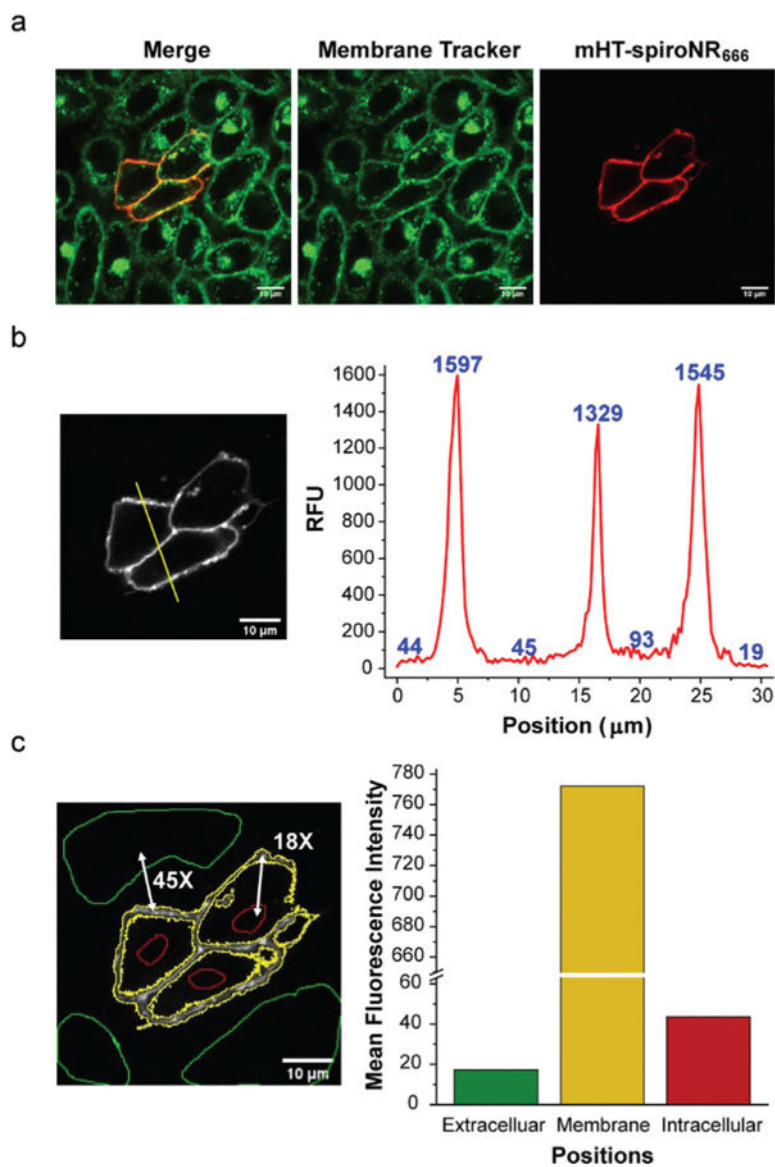 a
Merge
Membrane Tracker
mHT-spiroNR666
10 μm
10 μm
10 μm
b
10 μm
1597
1329
1545
44
45
93
19
RFU
1600
1400
1200
1000
800
600
400
200
0
0
5
10
15
20
25
30
Position (μm)
c
45X
18X
10 μm
Mean Fluorescence Intensity
780
760
740
720
700
680
660
60
40
20
0
Extracelluar
Membrane
Intracellular
Positions